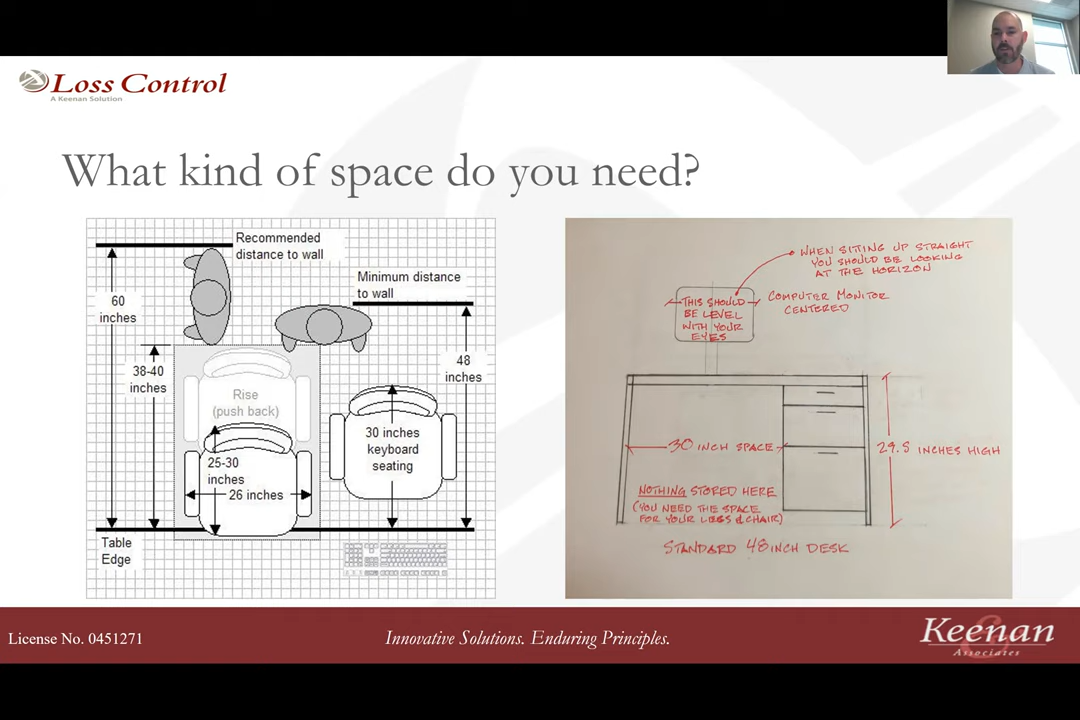 Loss Control
A Keenan Solution
What kind of space do you need?
Recommended
distance to wall
Minimum distance
to wall
60
inches
38-40
inches
48
inches
Rise
(push back)
30 inches
keyboard
seating
25-30
inches
26 inches
Table
Edge
WHEN SITTING UP STRAIGHT
YOU SHOULD BE LOOKING
AT THE HORIZON
THIS SHOULD
BE LEVEL
WITH YOUR
EYES
COMPUTER MONITOR
CENTERED
30 INCH SPACE
29.5 INCHES HIGH
NOTHING STORED HERE
(YOU NEED THE SPACE
FOR YOUR LEGS & CHAIR)
STANDARD 48 INCH DESK
License No. 0451271
Innovative Solutions. Enduring Principles.
Keenan
& Associates